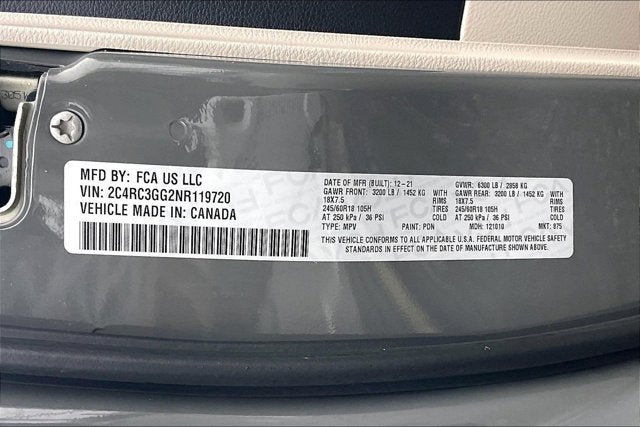 MFD BY: FCA US LLC
VIN: 2C4RC3GG2NR119720
VEHICLE MADE IN: CANADA
DATE OF MFR (BUILT): 12-21 GVWR: 6300 LB / 2858 KG
GAWR FRONT: 3200 LB / 1452 KG GAWR REAR: 3200 LB / 1452 KG
18X7.5 RIMS 18X7.5 RIMS
245/60R18 105H TIRES 245/60R18 105H TIRES
AT 250 kPa / 36 PSI AT 250 kPa / 36 PSI
TYPE: MPV PAINT: PDN MDH: 121010 MKT: 875
THIS VEHICLE CONFORMS TO ALL APPLICABLE U.S.A. FEDERAL MOTOR VEHICLE SAFETY
STANDARDS IN EFFECT ON THE DATE OF MANUFACTURE SHOWN ABOVE.